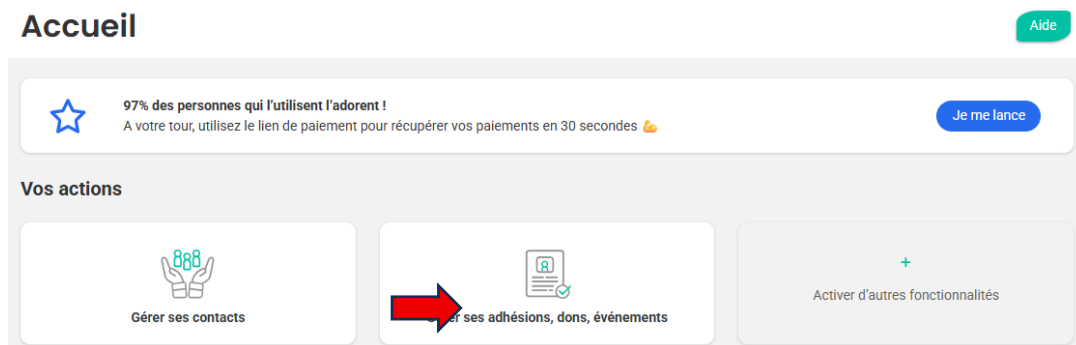 Accueil
Aide
97% des personnes qui l'utilisent l'adorent !
A votre tour, utilisez le lien de paiement pour récupérer vos paiements en 30 secondes 💪
Je me lance
Vos actions
Gérer ses contacts
er ses adhésions, dons, événements
+
Activer d'autres fonctionnalités